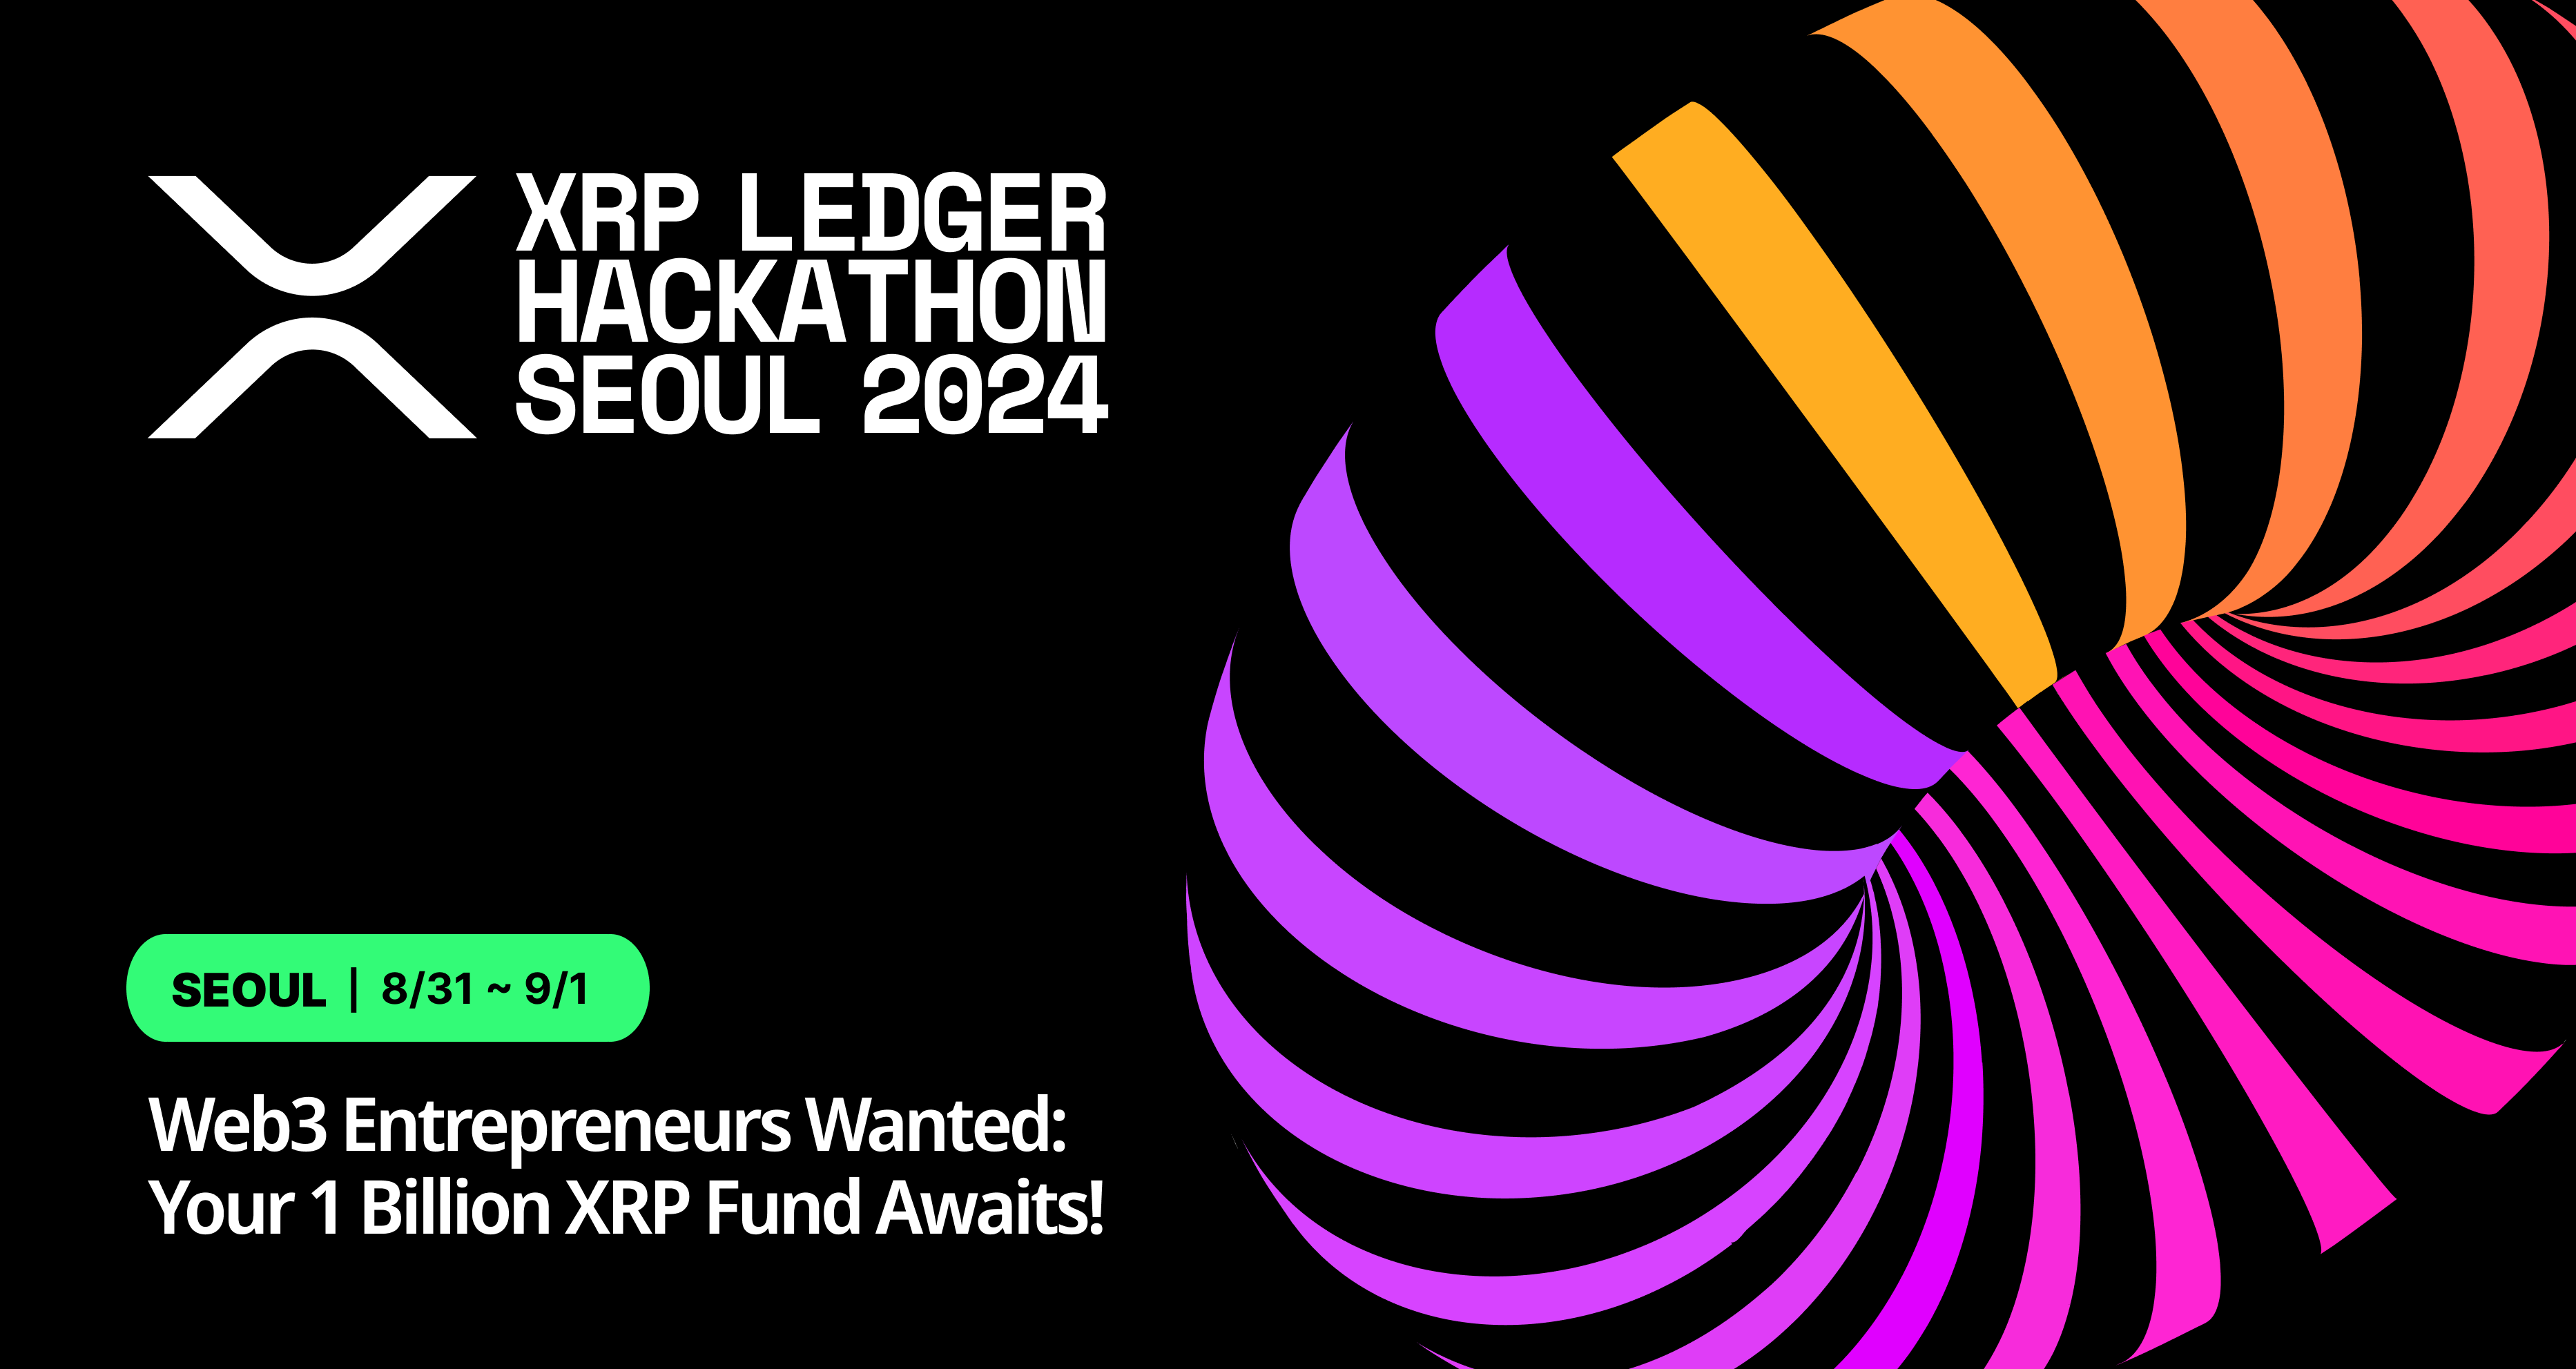 XRP LEDGER
HACKATHON
SEOUL 2024
SEOUL | 8/31 ~ 9/1
Web3 Entrepreneurs Wanted:
Your 1 Billion XRP Fund Awaits!